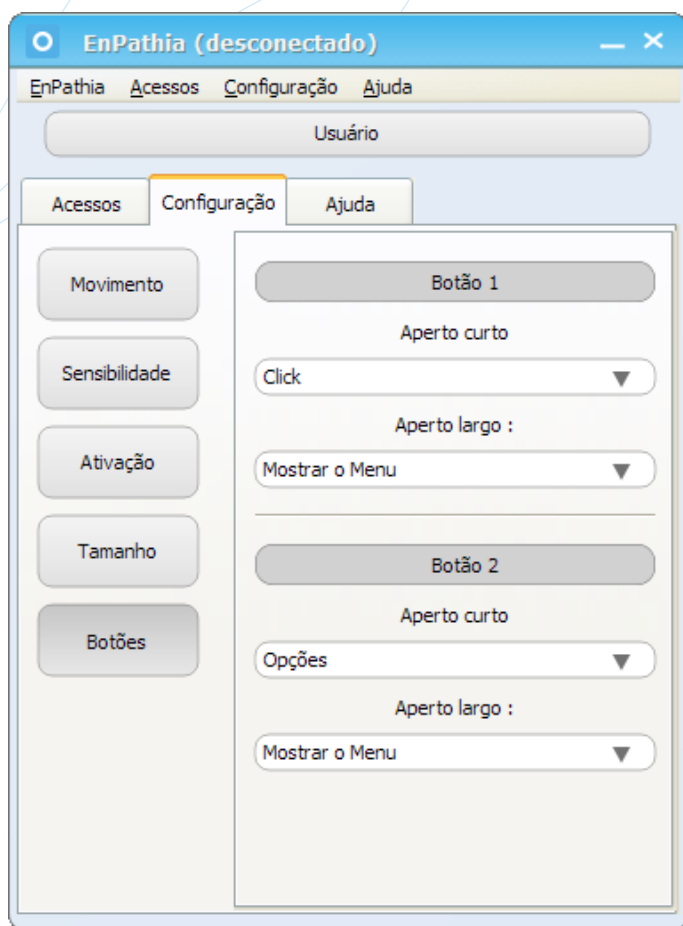 EnPathia (desconectado)
EnPathia Acessos Configuração Ajuda
Usuário
Acessos Configuração Ajuda
Movimento
Sensibilidade
Ativação
Tamanho
Botões
Botão 1
Aperto curto
Click
Aperto largo :
Mostrar o Menu
Botão 2
Aperto curto
Opções
Aperto largo :
Mostrar o Menu